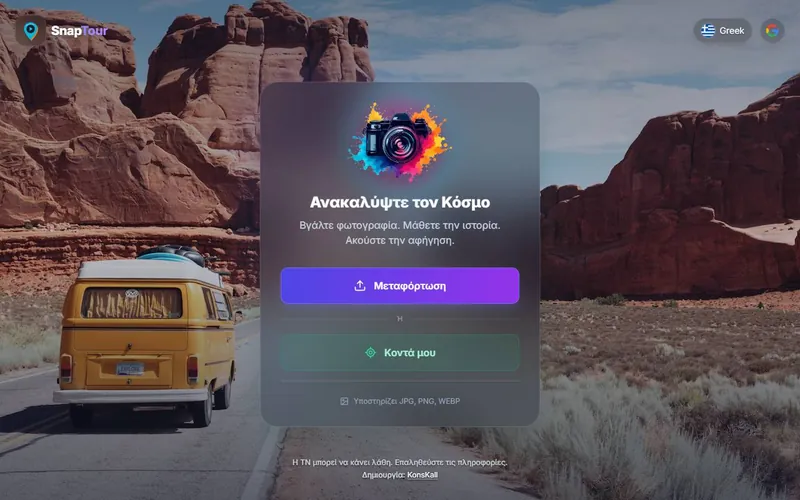 SnapTour
Greek
Ανακαλύψτε τον Κόσμο
Βγάλτε φωτογραφία. Μάθετε την ιστορία.
Ακούστε την αφήγηση.
Μεταφόρτωση
Ή
Κοντά μου
Υποστηρίζει JPG, PNG, WEBP
Η ΤΝ μπορεί να κάνει λάθη. Επαληθεύστε τις πληροφορίες.
Δημιουργία: KonsKall